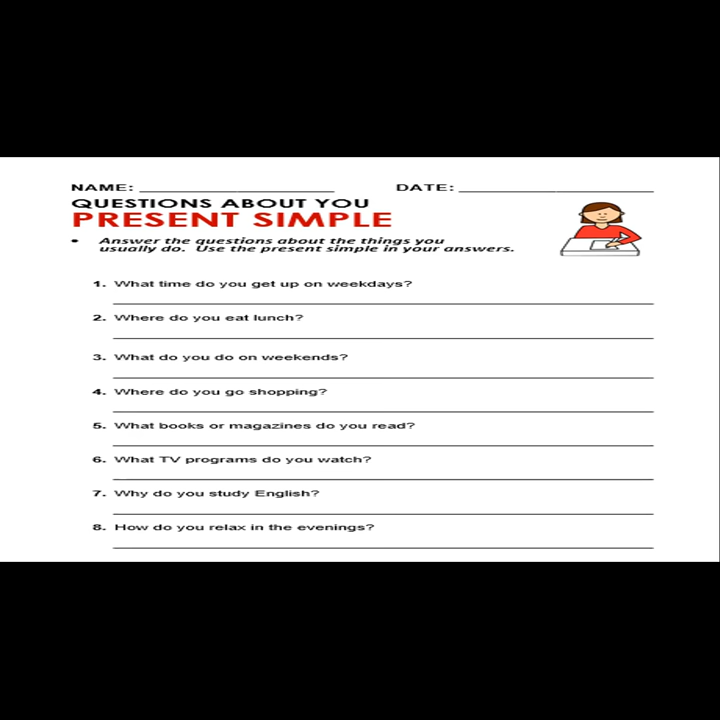 NAME: ____________________ DATE: ____________________
QUESTIONS ABOUT YOU
PRESENT SIMPLE
• Answer the questions about the things you
usually do. Use the present simple in your answers.
1. What time do you get up on weekdays?
2. Where do you eat lunch?
3. What do you do on weekends?
4. Where do you go shopping?
5. What books or magazines do you read?
6. What TV programs do you watch?
7. Why do you study English?
8. How do you relax in the evenings?